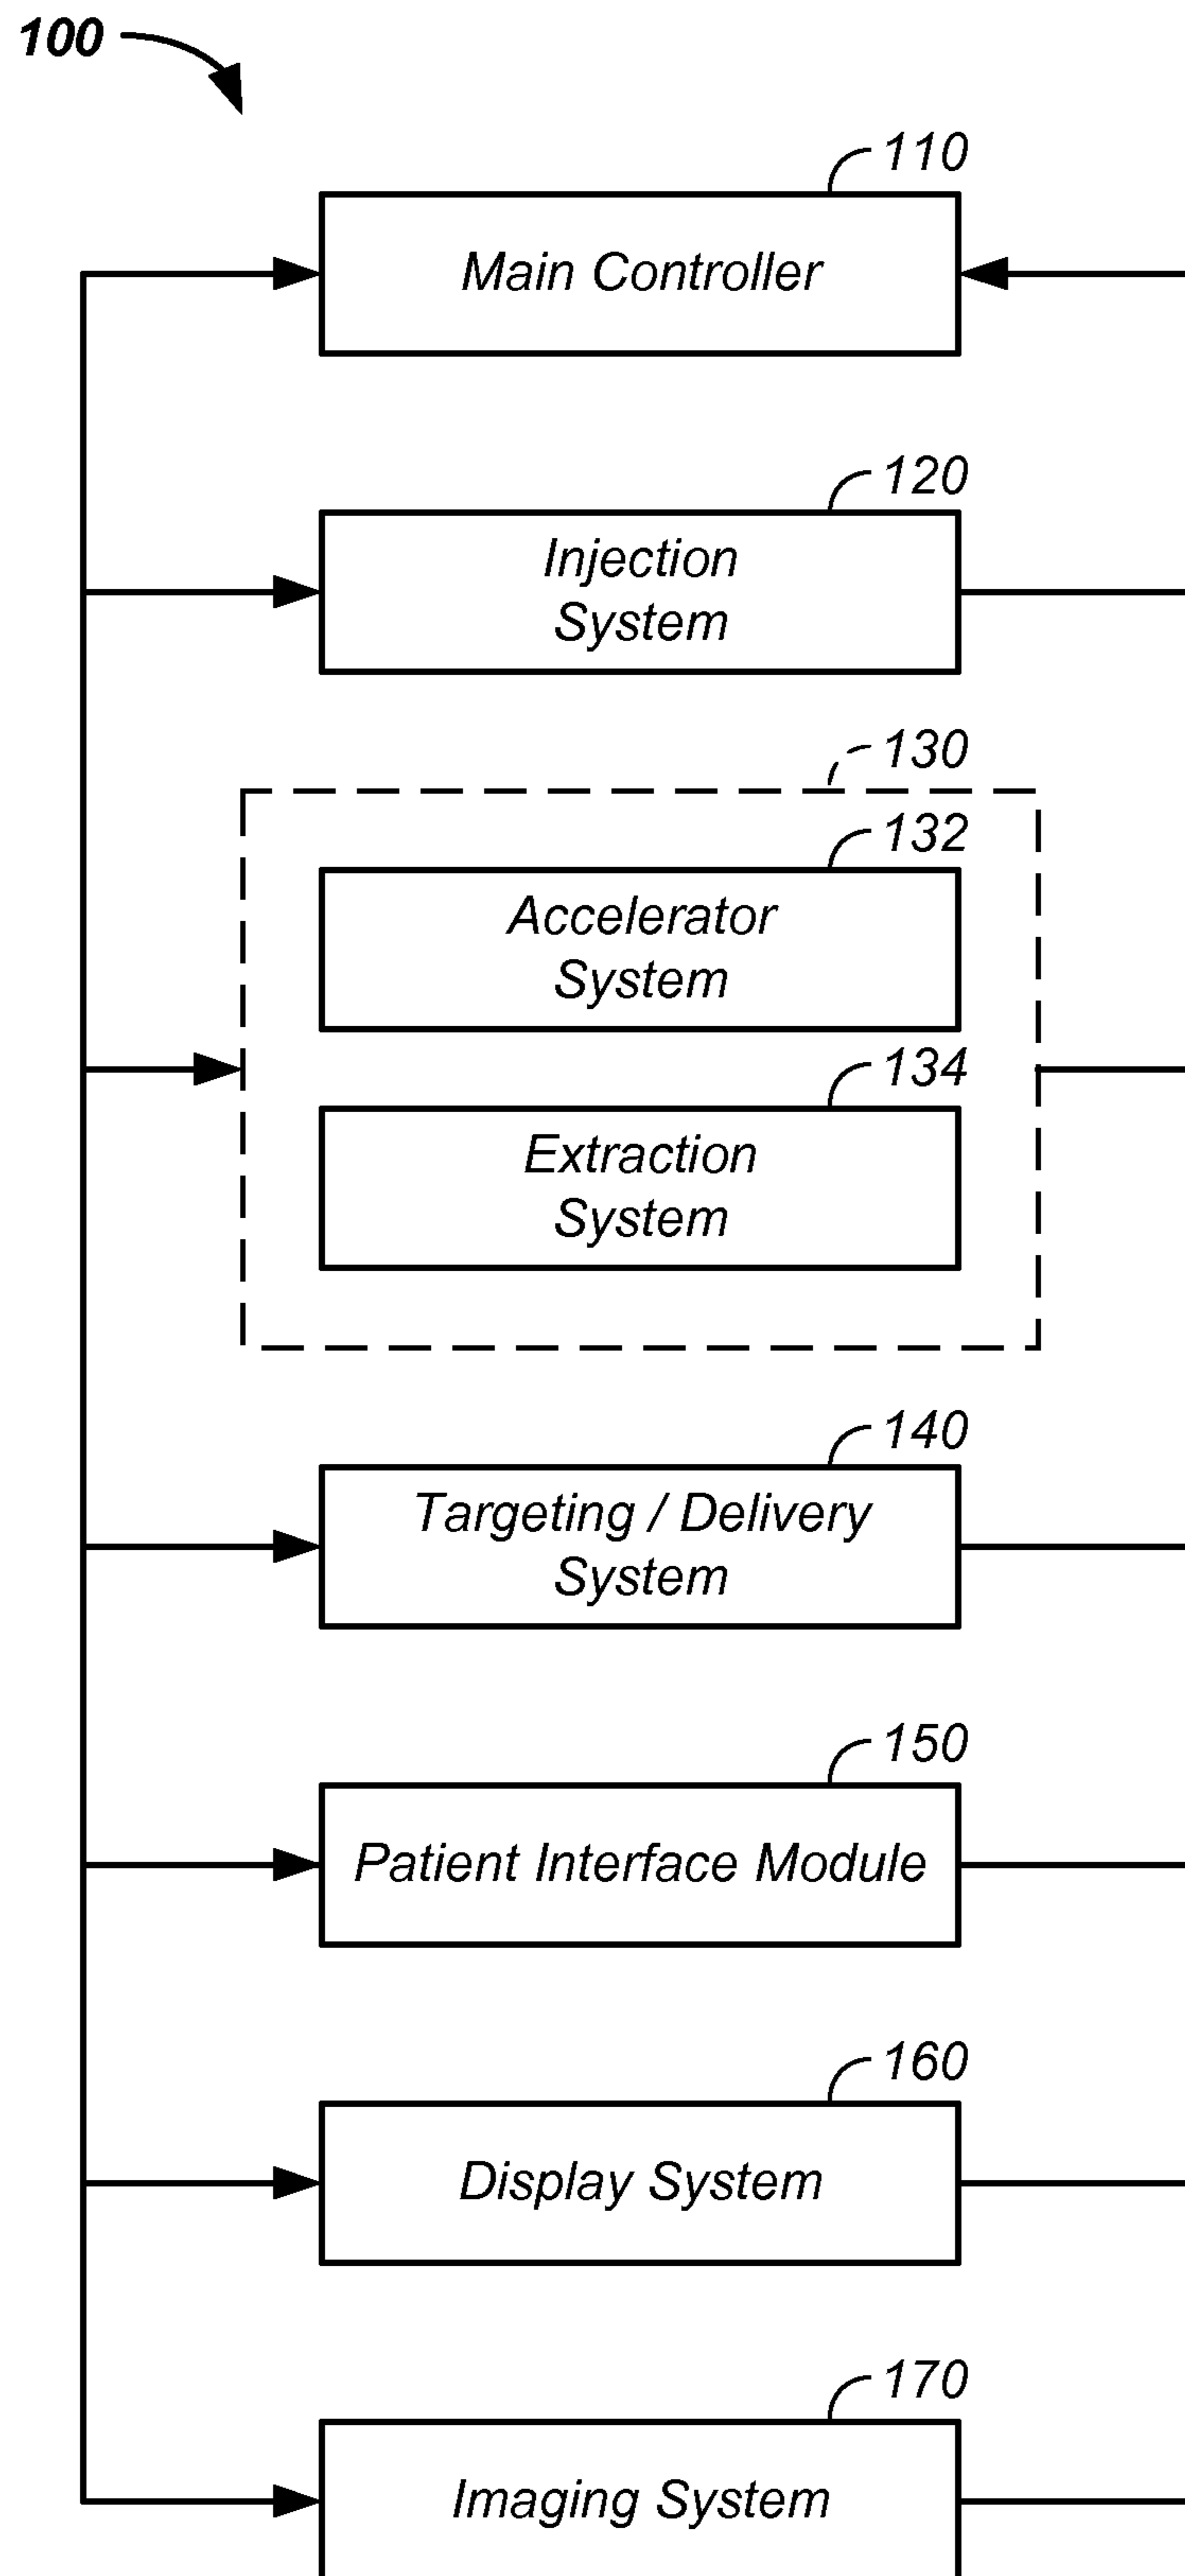 100
110
Main Controller
120
Injection
System
130
132
Accelerator
System
134
Extraction
System
140
Targeting / Delivery
System
150
Patient Interface Module
160
Display System
170
Imaging System